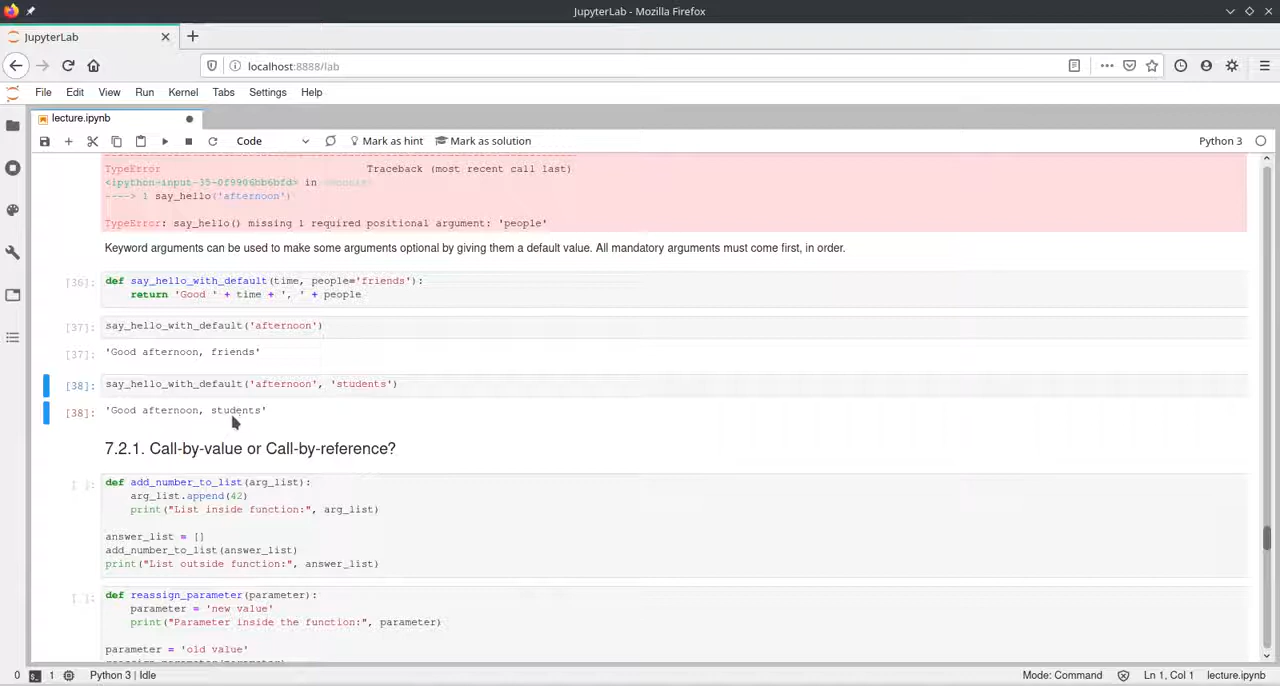 JupyterLab - Mozilla Firefox
JupyterLab
localhost:8888/lab
File Edit View Run Kernel Tabs Settings Help
lecture.ipynb
Code Mark as hint Mark as solution Python 3
TypeError Traceback (most recent call last)
<ipython-input-35-0f9906bb6bfd> in
----> 1 say_hello('afternoon')
TypeError: say_hello() missing 1 required positional argument: 'people'
Keyword arguments can be used to make some arguments optional by giving them a default value. All mandatory arguments must come first, in order.
[36]: def say_hello_with_default(time, people='friends'):
return 'Good ' + time + ', ' + people
[37]: say_hello_with_default('afternoon')
[37]: 'Good afternoon, friends'
[38]: say_hello_with_default('afternoon', 'students')
[38]: 'Good afternoon, students'
7.2.1. Call-by-value or Call-by-reference?
[ ]: def add_number_to_list(arg_list):
arg_list.append(42)
print("List inside function:", arg_list)
answer_list = []
add_number_to_list(answer_list)
print("List outside function:", answer_list)
[ ]: def reassign_parameter(parameter):
parameter = 'new value'
print("Parameter inside the function:", parameter)
parameter = 'old value'
0 1 Python 3 | Idle Mode: Command Ln 1, Col 1 lecture.ipynb